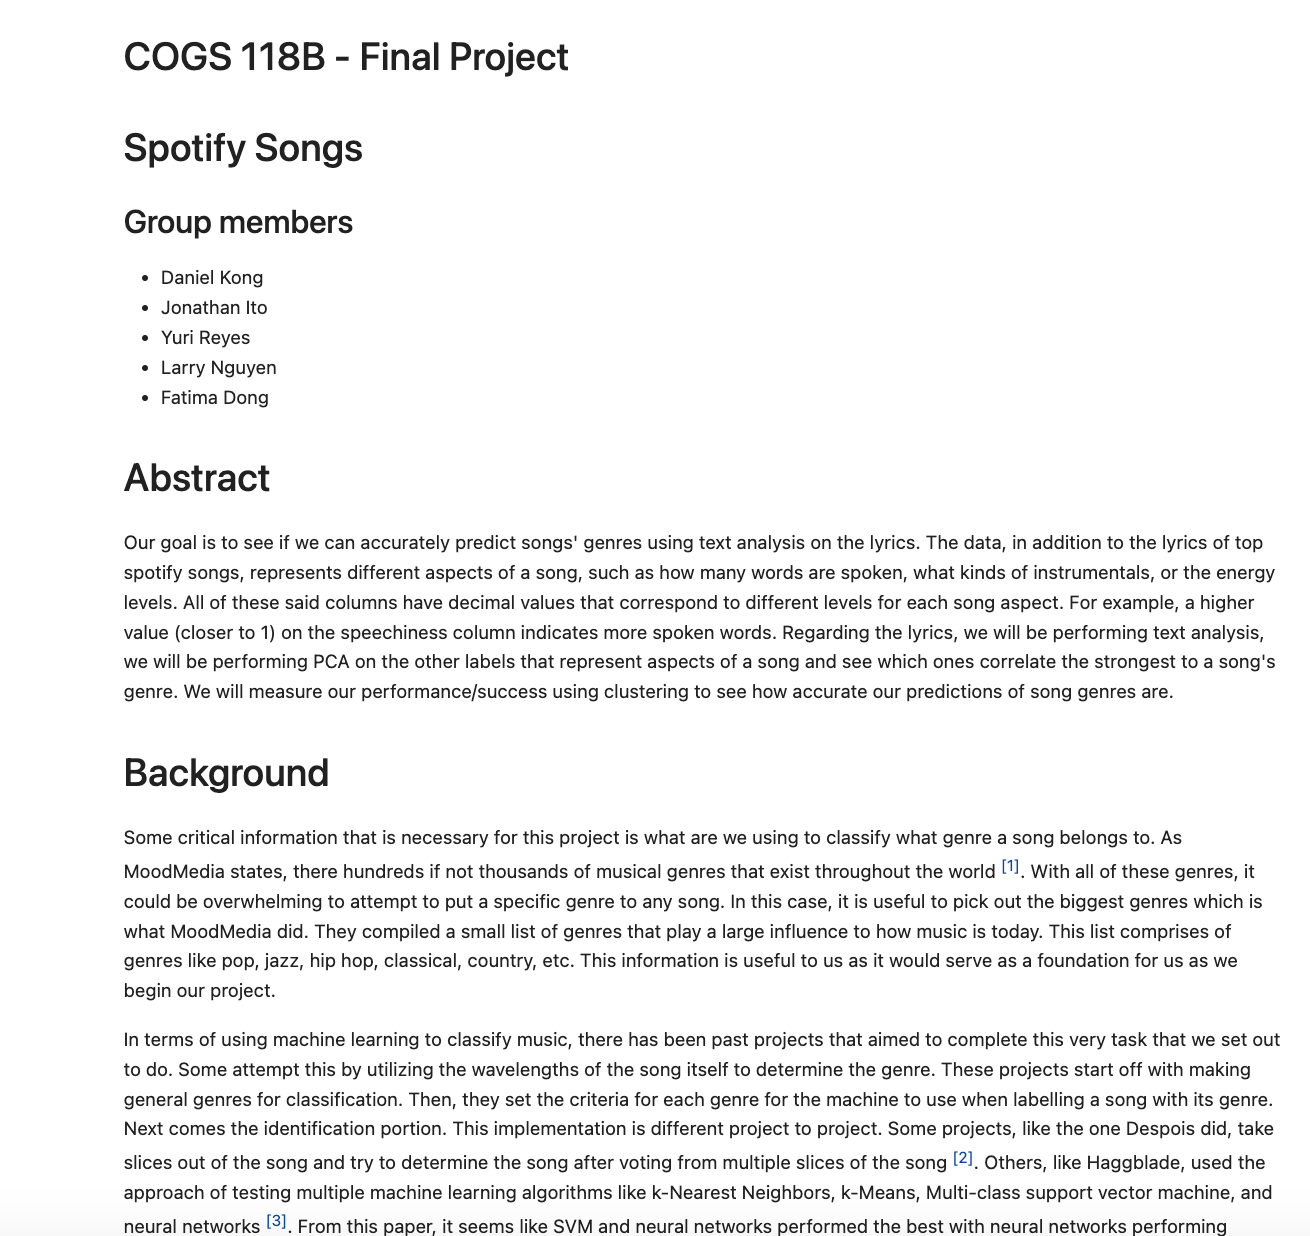 COGS 118B - Final Project
Spotify Songs
Group members
• Daniel Kong
• Jonathan Ito
• Yuri Reyes
• Larry Nguyen
• Fatima Dong
Abstract
Our goal is to see if we can accurately predict songs' genres using text analysis on the lyrics. The data, in addition to the lyrics of top
spotify songs, represents different aspects of a song, such as how many words are spoken, what kinds of instrumentals, or the energy
levels. All of these said columns have decimal values that correspond to different levels for each song aspect. For example, a higher
value (closer to 1) on the speechiness column indicates more spoken words. Regarding the lyrics, we will be performing text analysis,
we will be performing PCA on the other labels that represent aspects of a song and see which ones correlate the strongest to a song's
genre. We will measure our performance/success using clustering to see how accurate our predictions of song genres are.
Background
Some critical information that is necessary for this project is what are we using to classify what genre a song belongs to. As
MoodMedia states, there hundreds if not thousands of musical genres that exist throughout the world [1]. With all of these genres, it
could be overwhelming to attempt to put a specific genre to any song. In this case, it is useful to pick out the biggest genres which is
what MoodMedia did. They compiled a small list of genres that play a large influence to how music is today. This list comprises of
genres like pop, jazz, hip hop, classical, country, etc. This information is useful to us as it would serve as a foundation for us as we
begin our project.
In terms of using machine learning to classify music, there has been past projects that aimed to complete this very task that we set out
to do. Some attempt this by utilizing the wavelengths of the song itself to determine the genre. These projects start off with making
general genres for classification. Then, they set the criteria for each genre for the machine to use when labelling a song with its genre.
Next comes the identification portion. This implementation is different project to project. Some projects, like the one Despois did, take
slices out of the song and try to determine the song after voting from multiple slices of the song [2]. Others, like Haggblade, used the
approach of testing multiple machine learning algorithms like k-Nearest Neighbors, k-Means, Multi-class support vector machine, and
neural networks [3]. From this paper, it seems like SVM and neural networks performed the best with neural networks performing